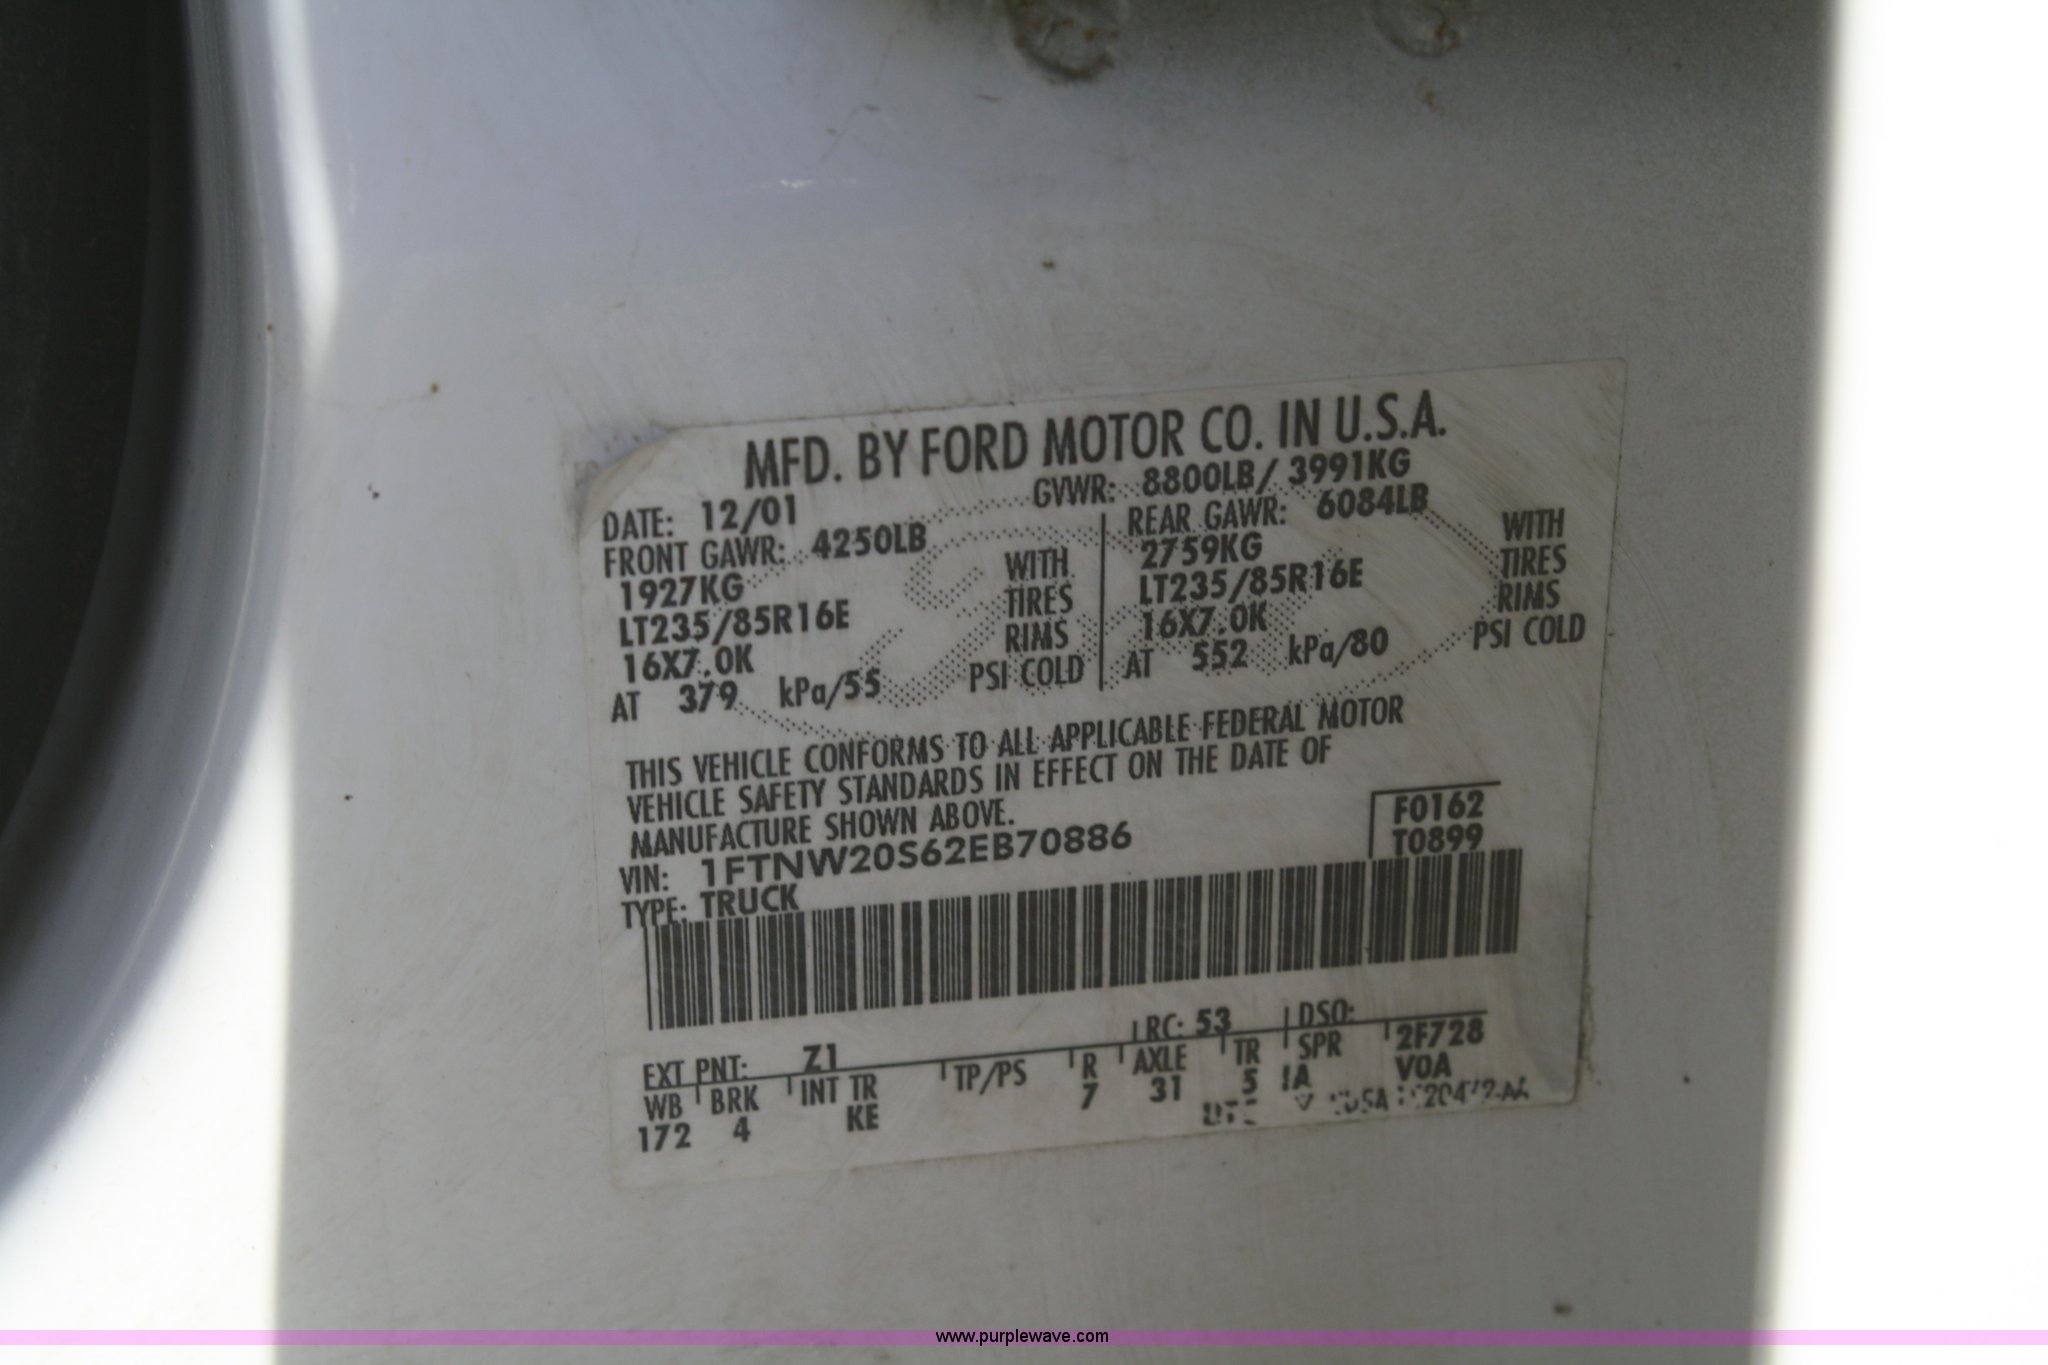 MFD. BY FORD MOTOR CO. IN U.S.A.
DATE: 12/01 GVWR: 8800LB/ 3991KG
FRONT GAWR: 4250LB REAR GAWR: 6084LB
1927KG WITH 2759KG WITH
LT235/85R16E TIRES LT235/85R16E TIRES
16X7.0K RIMS 16X7.0K RIMS
AT 379 kPa/55 PSI COLD AT 552 kPa/80 PSI COLD
THIS VEHICLE CONFORMS TO ALL APPLICABLE FEDERAL MOTOR
VEHICLE SAFETY STANDARDS IN EFFECT ON THE DATE OF
MANUFACTURE SHOWN ABOVE.
F0162
VIN: 1FTNW20S62EB70886 T0899
TYPE: TRUCK
EXT PNT: Z1 RC: 53 DSO:
WB BRK INT TR TP/PS R AXLE TR SPR 2F728
172 4 KE 7 31 5 V0A
www.purplewave.com